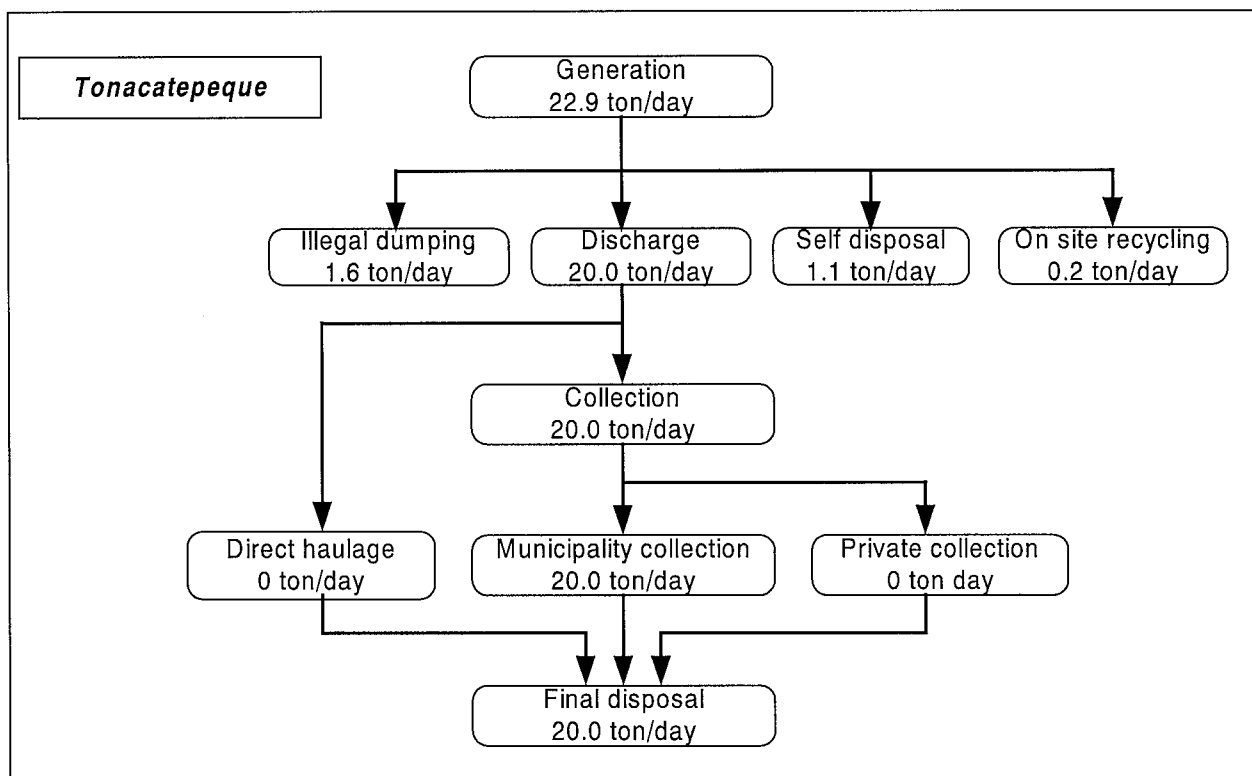 Tonacatepeque
Generation
22.9 ton/day
Illegal dumping
1.6 ton/day
Discharge
20.0 ton/day
Self disposal
1.1 ton/day
On site recycling
0.2 ton/day
Collection
20.0 ton/day
Direct haulage
0 ton/day
Municipality collection
20.0 ton/day
Private collection
0 ton day
Final disposal
20.0 ton/day